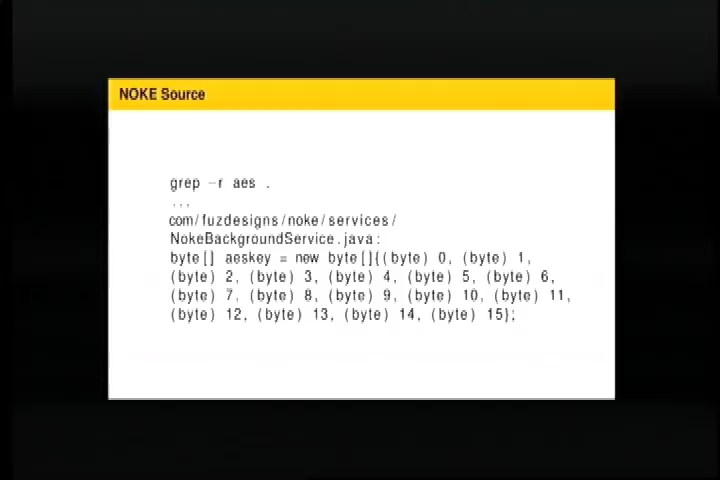 NOKE Source
grep -r aes .
...
com/fuzdesigns/noke/services/
NokeBackgroundService.java:
byte[] aeskey = new byte[]{(byte) 0, (byte) 1,
(byte) 2, (byte) 3, (byte) 4, (byte) 5, (byte) 6,
(byte) 7, (byte) 8, (byte) 9, (byte) 10, (byte) 11,
(byte) 12, (byte) 13, (byte) 14, (byte) 15};